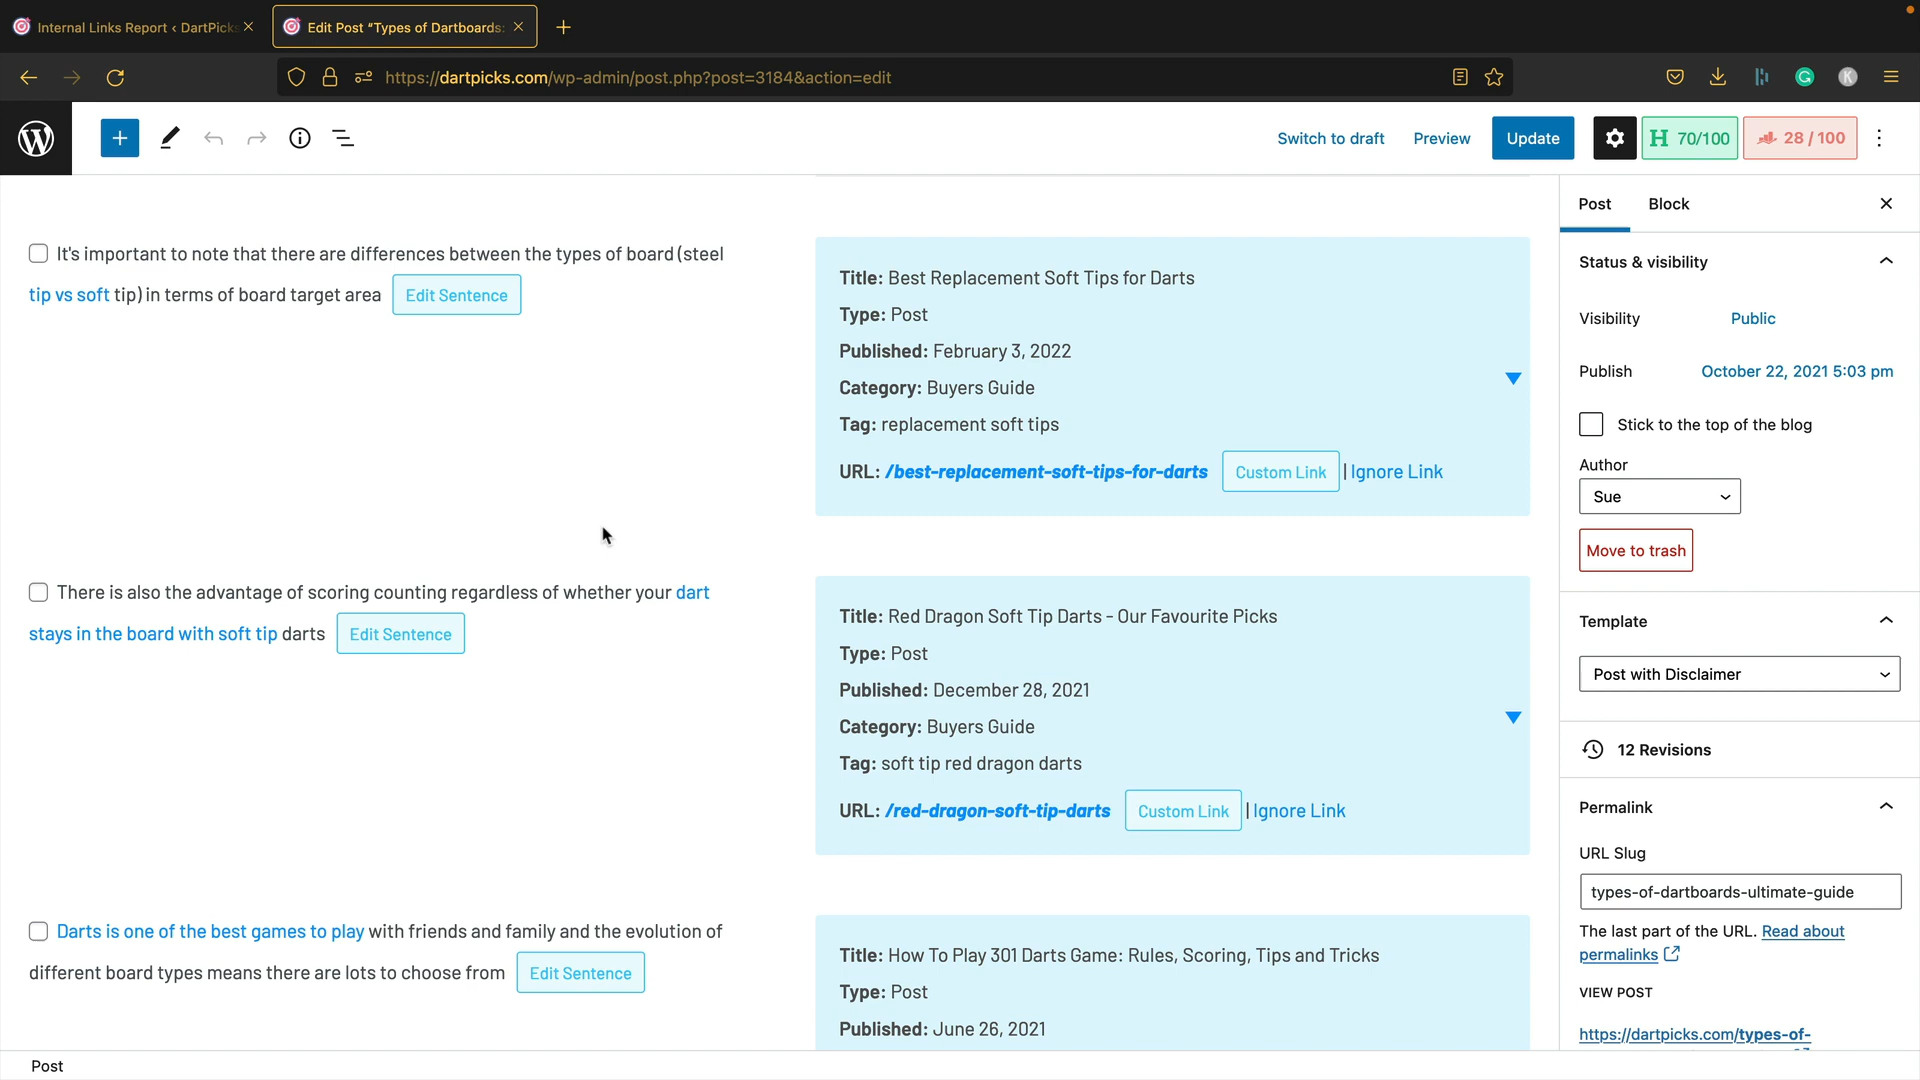 Internal Links Report ‹ DartPicks
Edit Post “Types of Dartboards:
https://dartpicks.com/wp-admin/post.php?post=3184&action=edit
Switch to draft
Preview
Update
H 70/100
28 / 100
Post
Block
It's important to note that there are differences between the types of board (steel
tip vs soft tip) in terms of board target area
Edit Sentence
Title: Best Replacement Soft Tips for Darts
Type: Post
Published: February 3, 2022
Category: Buyers Guide
Tag: replacement soft tips
URL: /best-replacement-soft-tips-for-darts
Custom Link
| Ignore Link
There is also the advantage of scoring counting regardless of whether your dart
stays in the board with soft tip darts
Edit Sentence
Title: Red Dragon Soft Tip Darts - Our Favourite Picks
Type: Post
Published: December 28, 2021
Category: Buyers Guide
Tag: soft tip red dragon darts
URL: /red-dragon-soft-tip-darts
Custom Link
| Ignore Link
Darts is one of the best games to play with friends and family and the evolution of
different board types means there are lots to choose from
Edit Sentence
Title: How To Play 301 Darts Game: Rules, Scoring, Tips and Tricks
Type: Post
Published: June 26, 2021
Status & visibility
Visibility
Public
Publish
October 22, 2021 5:03 pm
Stick to the top of the blog
Author
Sue
Move to trash
Template
Post with Disclaimer
12 Revisions
Permalink
URL Slug
types-of-dartboards-ultimate-guide
The last part of the URL. Read about
permalinks
VIEW POST
https://dartpicks.com/types-of-
Post